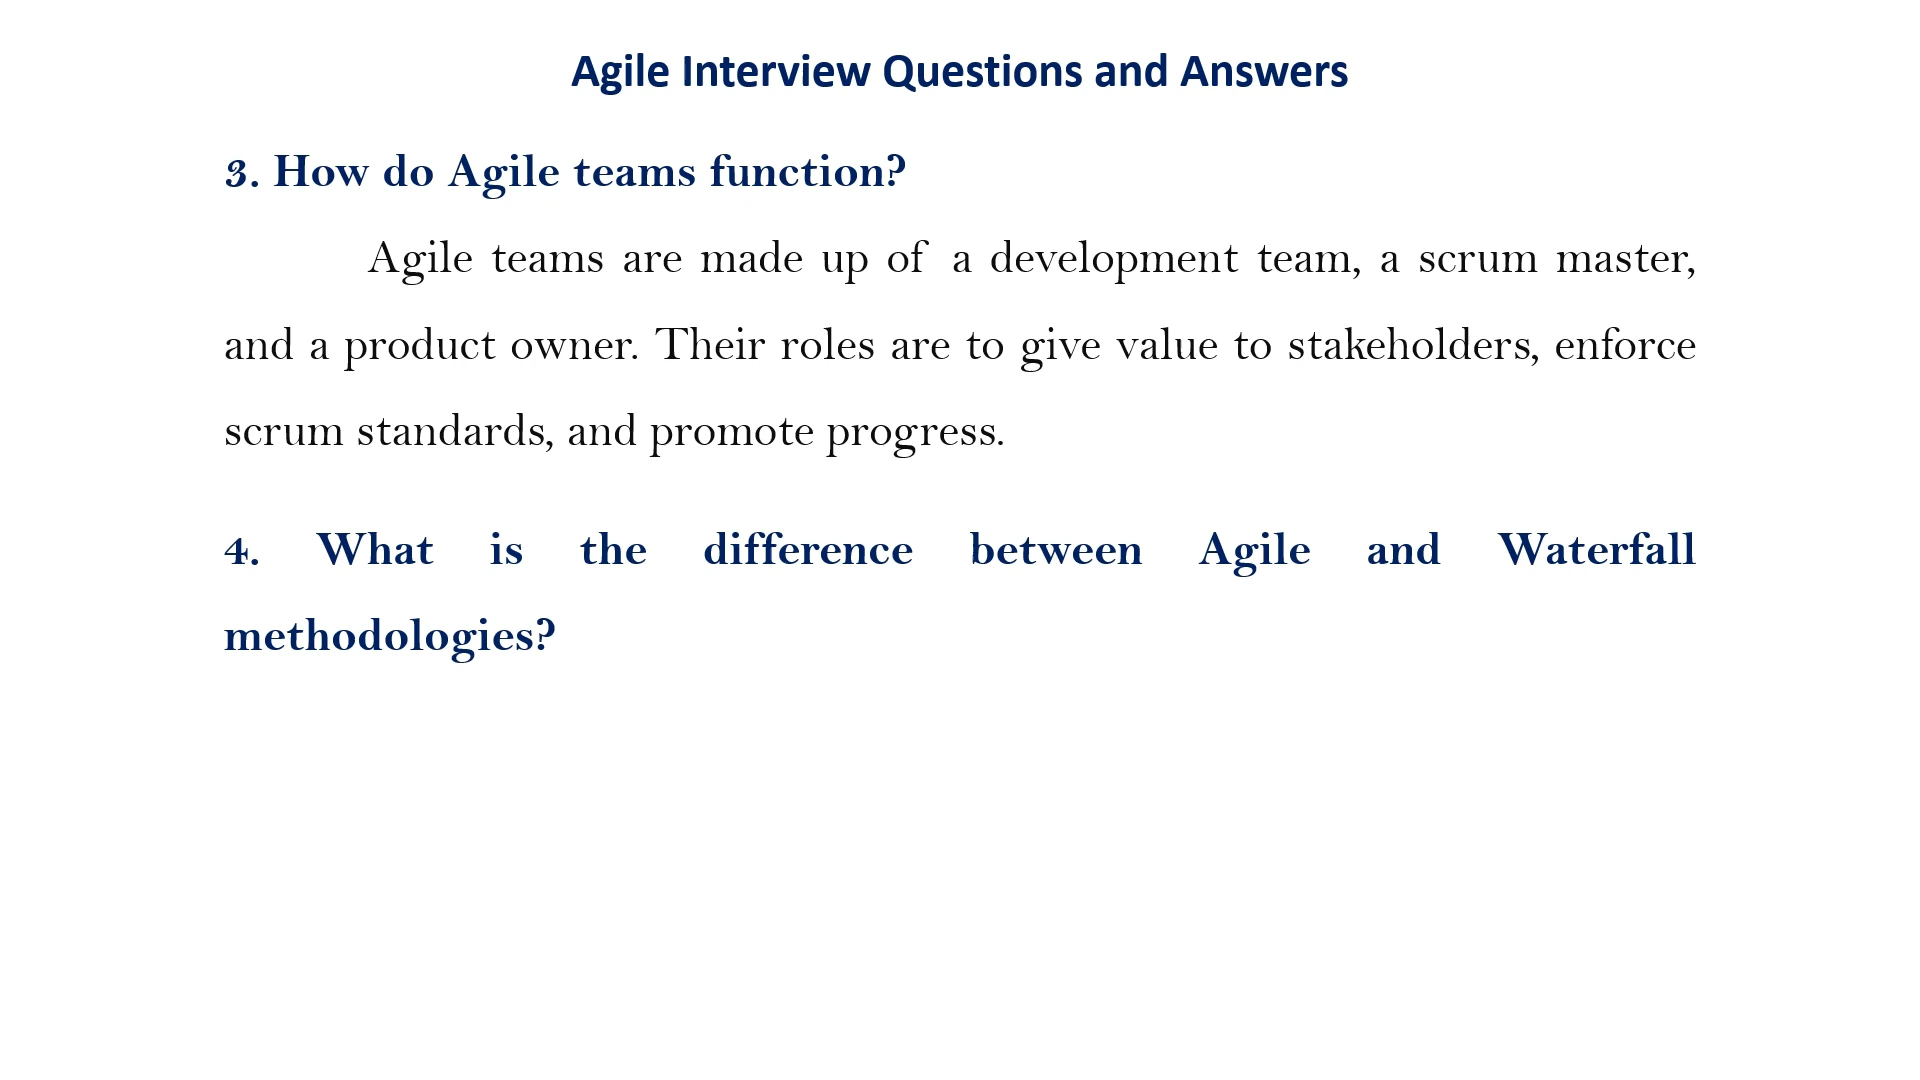 Agile Interview Questions and Answers
3. How do Agile teams function?
Agile teams are made up of a development team, a scrum master,
and a product owner. Their roles are to give value to stakeholders, enforce
scrum standards, and promote progress.
4. What is the difference between Agile and Waterfall
methodologies?